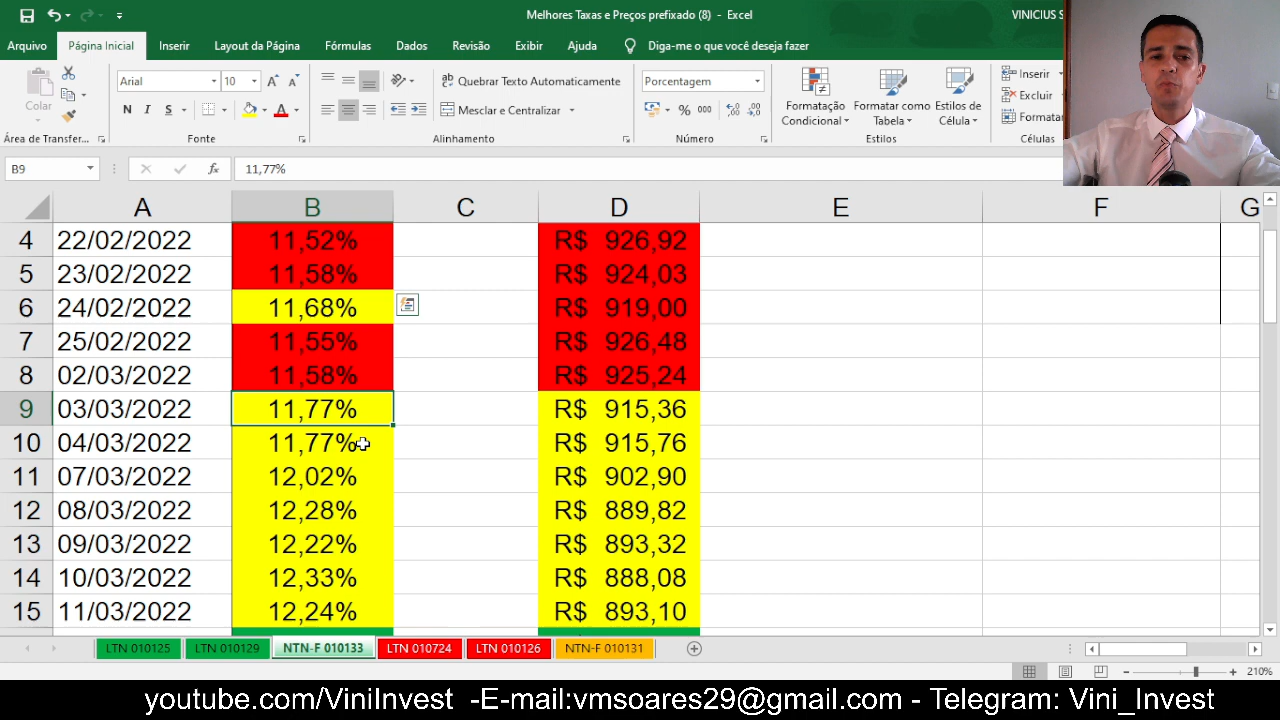 Melhores Taxas e Preços prefixado (8) - Excel
VINICIUS S
Arquivo Página Inicial Inserir Layout da Página Fórmulas Dados Revisão Exibir Ajuda Diga-me o que você deseja fazer
Colar
Arial 10
Quebrar Texto Automaticamente
Porcentagem
Inserir
N I S A
Mesclar e Centralizar
% 000
Formatação Condicional
Formatar como Tabela
Estilos de Célula
Excluir
Formatar
Área de Transfer...
Fonte
Alinhamento
Número
Estilos
Células
B9 fx 11,77%
A B C D E F G
4 22/02/2022 11,52% R$ 926,92
5 23/02/2022 11,58% R$ 924,03
6 24/02/2022 11,68% R$ 919,00
7 25/02/2022 11,55% R$ 926,48
8 02/03/2022 11,58% R$ 925,24
9 03/03/2022 11,77% R$ 915,36
10 04/03/2022 11,77% R$ 915,76
11 07/03/2022 12,02% R$ 902,90
12 08/03/2022 12,28% R$ 889,82
13 09/03/2022 12,22% R$ 893,32
14 10/03/2022 12,33% R$ 888,08
15 11/03/2022 12,24% R$ 893,10
LTN 010125 LTN 010129 NTN-F 010133 LTN 010724 LTN 010126 NTN-F 010131
210%
youtube.com/ViniInvest -E-mail:vmsoares29@gmail.com - Telegram: Vini_Invest